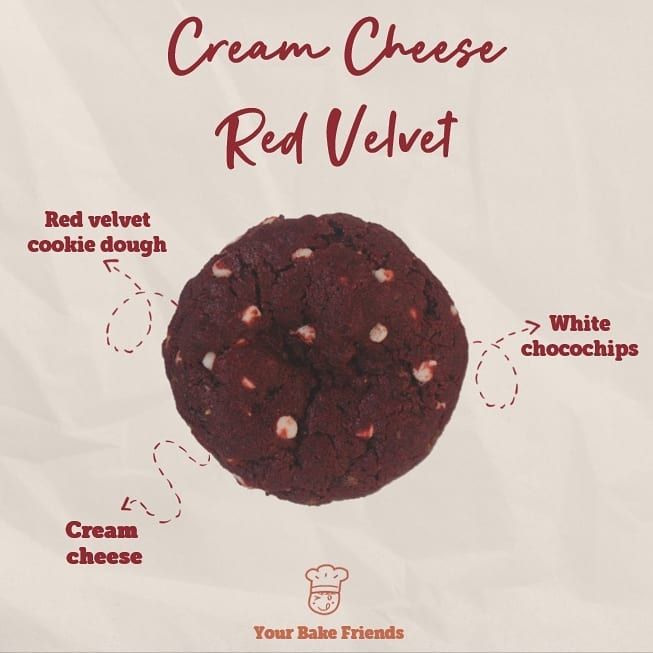 Cream Cheese
Red Velvet
Red velvet
cookie dough
White
chocochips
Cream
cheese
Your Bake Friends